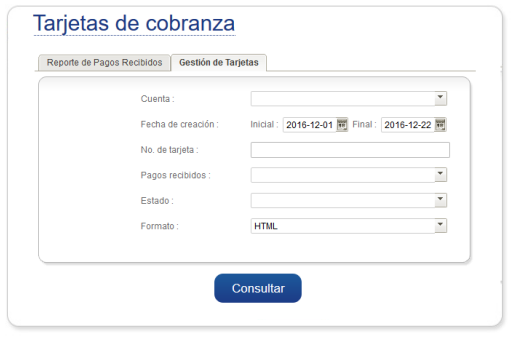 Tarjetas de cobranza
Reporte de Pagos Recibidos Gestión de Tarjetas
Cuenta :
Fecha de creación : Inicial : 2016-12-01 Final : 2016-12-22
No. de tarjeta :
Pagos recibidos :
Estado :
Formato : HTML
Consultar